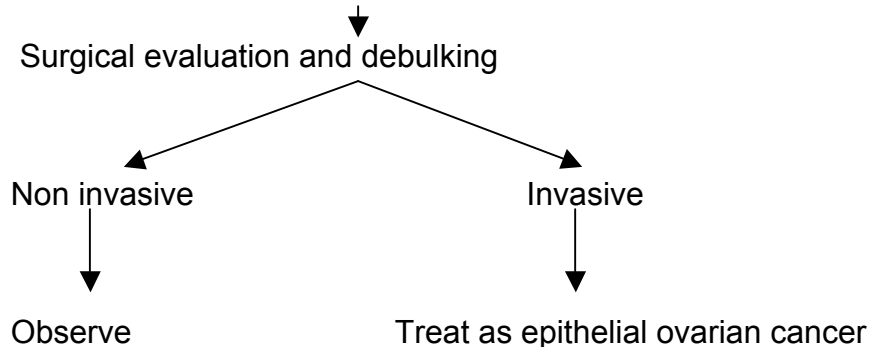 Surgical evaluation and debulking
Non invasive Invasive
Observe Treat as epithelial ovarian cancer